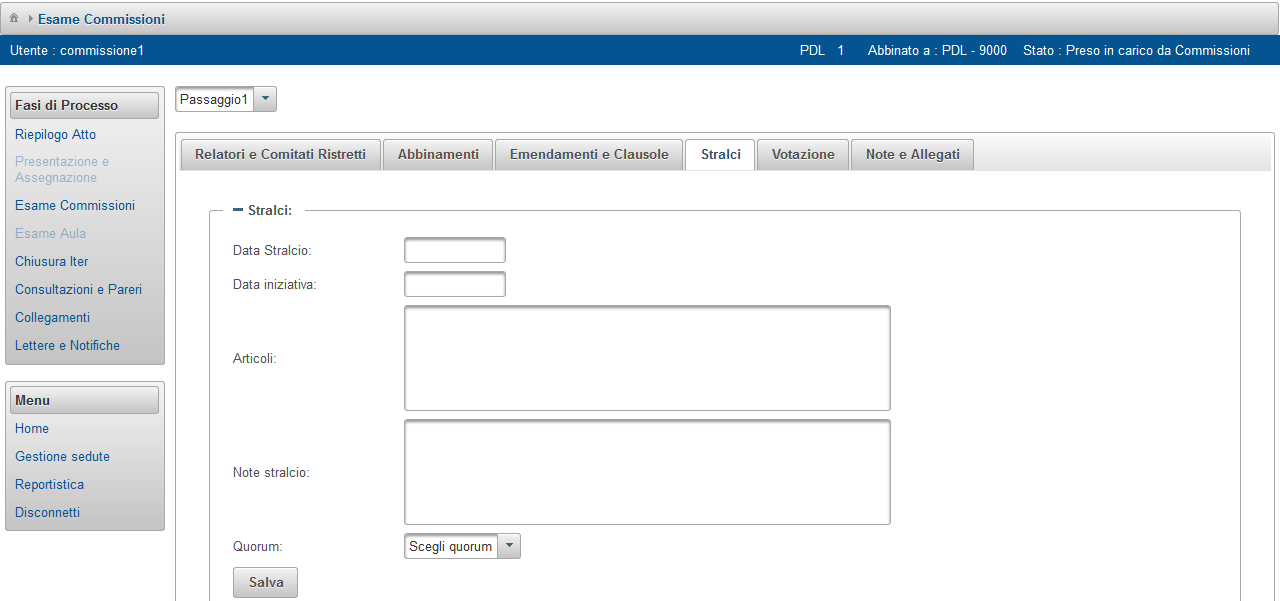 Esame Commissioni
Utente : commissione1 PDL 1 Abbinato a : PDL - 9000 Stato : Preso in carico da Commissioni
Fasi di Processo
Riepilogo Atto
Presentazione e
Assegnazione
Esame Commissioni
Esame Aula
Chiusura Iter
Consultazioni e Pareri
Collegamenti
Lettere e Notifiche
Menu
Home
Gestione sedute
Reportistica
Disconnetti
Passaggio1
Relatori e Comitati Ristretti Abbinamenti Emendamenti e Clausole Stralci Votazione Note e Allegati
Stralci:
Data Stralcio:
Data iniziativa:
Articoli:
Note stralcio:
Quorum: Scegli quorum
Salva